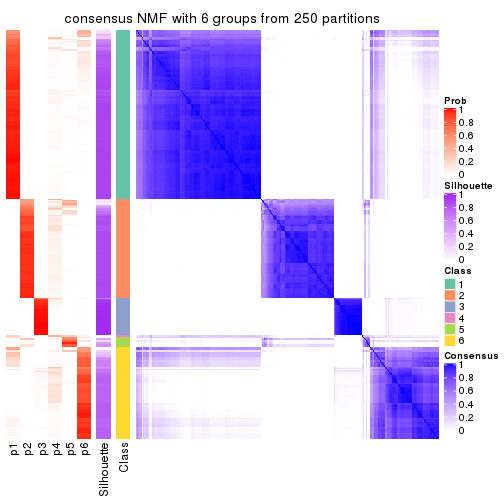 consensus NMF with 6 groups from 250 partitions
Prob
1
0.8
0.6
0.4
0.2
0
Silhouette
1
0.8
0.6
0.4
0.2
0
Class
1
2
3
4
5
6
Consensus
1
0.8
0.6
0.4
0.2
0
p1
p2
p3
p4
p5
p6
Silhouette
Class